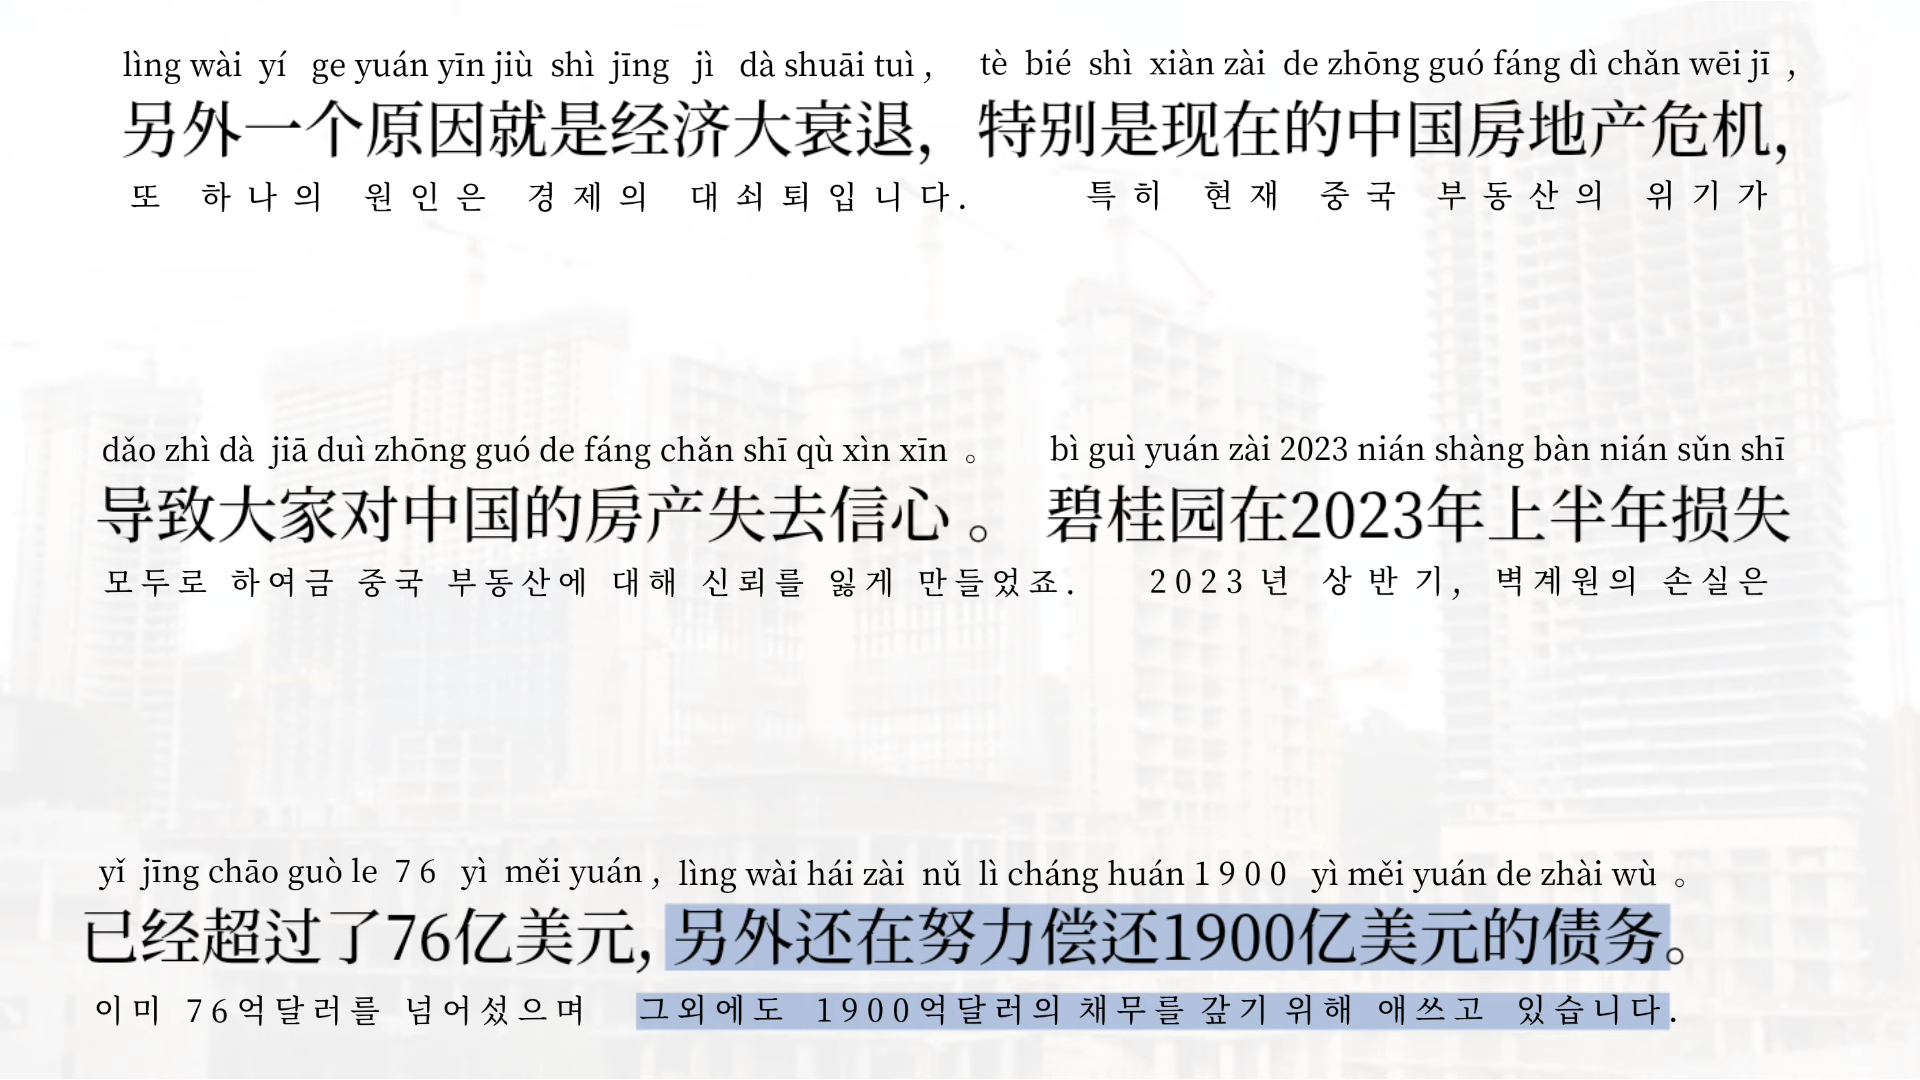 lìng wài yí ge yuán yīn jiù shì jīng jì dà shuāi tuì , tè bié shì xiàn zài de zhōng guó fáng dì chǎn wēi jī ,
另外一个原因就是经济大衰退, 特别是现在的中国房地产危机,
또 하나의 원인은 경제의 대쇠퇴입니다. 특히 현재 중국 부동산의 위기가
dǎo zhì dà jiā duì zhōng guó de fáng chǎn shī qù xìn xīn 。 bì guì yuán zài 2023 nián shàng bàn nián sǔn shī
导致大家对中国的房产失去信心 。 碧桂园在2023年上半年损失
모두로 하여금 중국 부동산에 대해 신뢰를 잃게 만들었죠. 2023년 상반기, 벽계원의 손실은
yǐ jīng chāo guò le 76 yì měi yuán , lìng wài hái zài nǔ lì cháng huán 1900 yì měi yuán de zhài wù 。
已经超过了76亿美元, 另外还在努力偿还1900亿美元的债务。
이미 76억달러를 넘어섰으며 그외에도 1900억달러의 채무를 갚기 위해 애쓰고 있습니다.